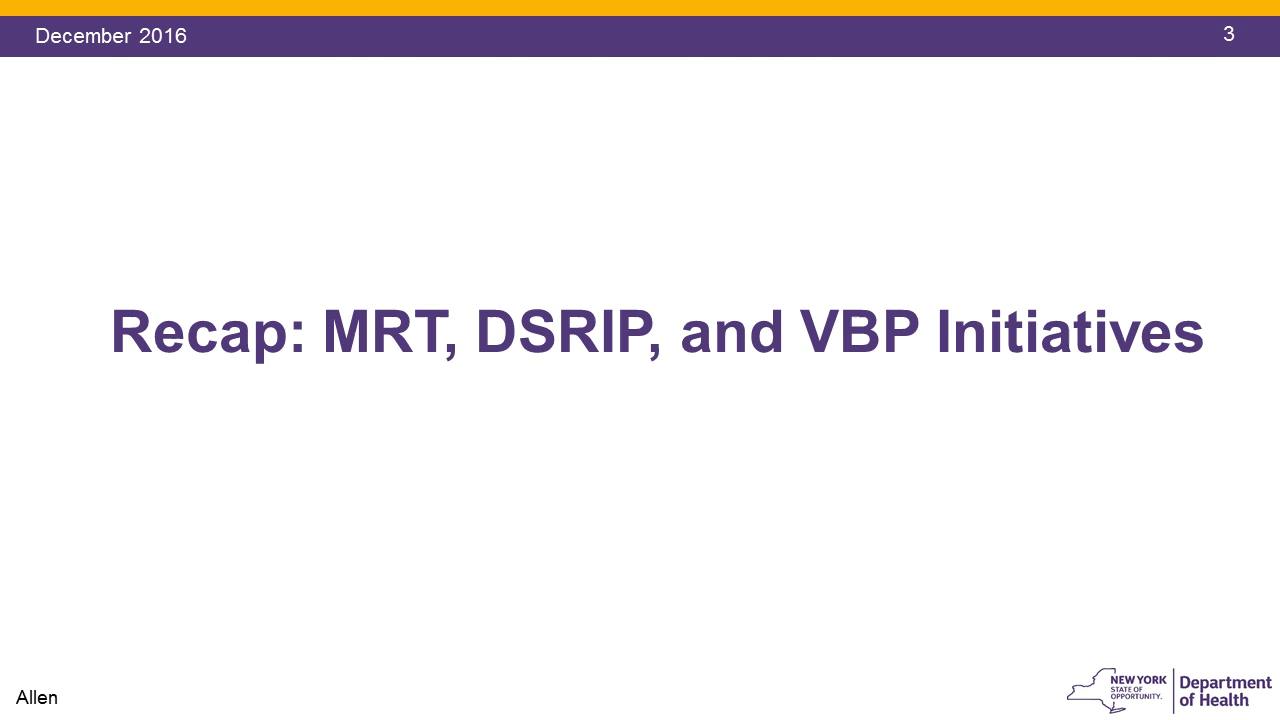 December 2016
3
Recap: MRT, DSRIP, and VBP Initiatives
Allen
NEW YORK
STATE OF
OPPORTUNITY.
Department
of Health